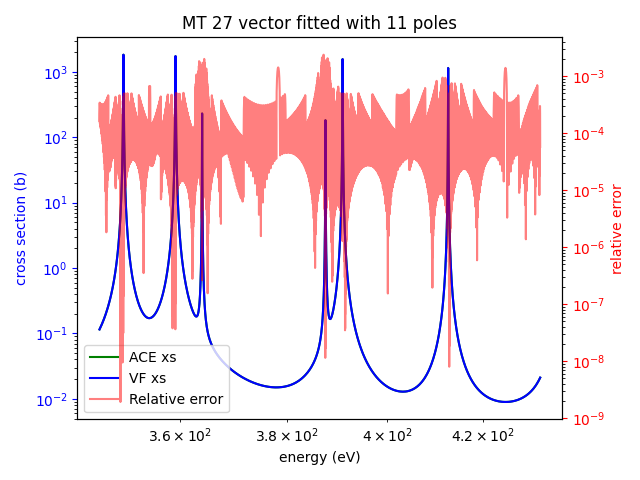 MT 27 vector fitted with 11 poles
10³
10²
10¹
10⁰
10⁻¹
10⁻²
cross section (b)
10⁻³
10⁻⁴
10⁻⁵
10⁻⁶
10⁻⁷
10⁻⁸
10⁻⁹
relative error
ACE xs
VF xs
Relative error
3.6 × 10² 3.8 × 10² 4 × 10² 4.2 × 10²
energy (eV)